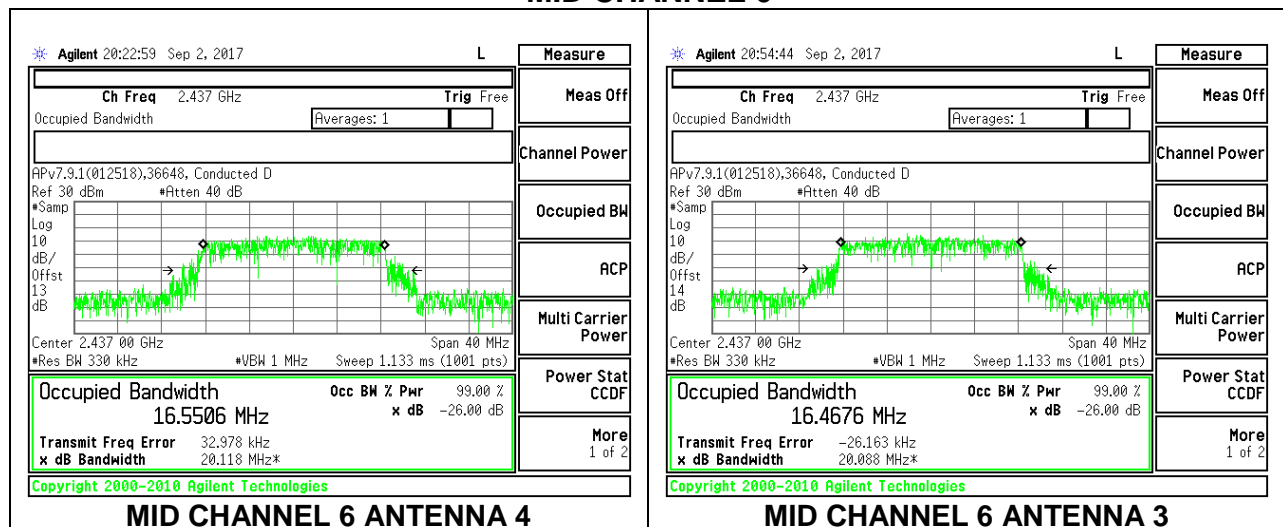 Agilent 20:22:59 Sep 2, 2017 L
Measure
Ch Freq 2.437 GHz Trig Free
Occupied Bandwidth Averages: 1
APv7.9.1(012518),36648, Conducted D
Ref 30 dBm #Atten 40 dB
#Samp
Log
10
dB/
Offst
13
dB
Center 2.437 00 GHz Span 40 MHz
#Res BW 330 kHz #VBW 1 MHz Sweep 1.133 ms (1001 pts)
Occupied Bandwidth Occ BW % Pwr 99.00 %
16.5506 MHz x dB -26.00 dB
Transmit Freq Error 32.978 kHz
x dB Bandwidth 20.118 MHz*
Copyright 2000-2010 Agilent Technologies
Meas Off
Channel Power
Occupied BW
ACP
Multi Carrier
Power
Power Stat
CCDF
More
1 of 2
MID CHANNEL 6 ANTENNA 4
Agilent 20:54:44 Sep 2, 2017 L
Measure
Ch Freq 2.437 GHz Trig Free
Occupied Bandwidth Averages: 1
APv7.9.1(012518),36648, Conducted D
Ref 30 dBm #Atten 40 dB
#Samp
Log
10
dB/
Offst
14
dB
Center 2.437 00 GHz Span 40 MHz
#Res BW 330 kHz #VBW 1 MHz Sweep 1.133 ms (1001 pts)
Occupied Bandwidth Occ BW % Pwr 99.00 %
16.4676 MHz x dB -26.00 dB
Transmit Freq Error -26.163 kHz
x dB Bandwidth 20.088 MHz*
Copyright 2000-2010 Agilent Technologies
Meas Off
Channel Power
Occupied BW
ACP
Multi Carrier
Power
Power Stat
CCDF
More
1 of 2
MID CHANNEL 6 ANTENNA 3